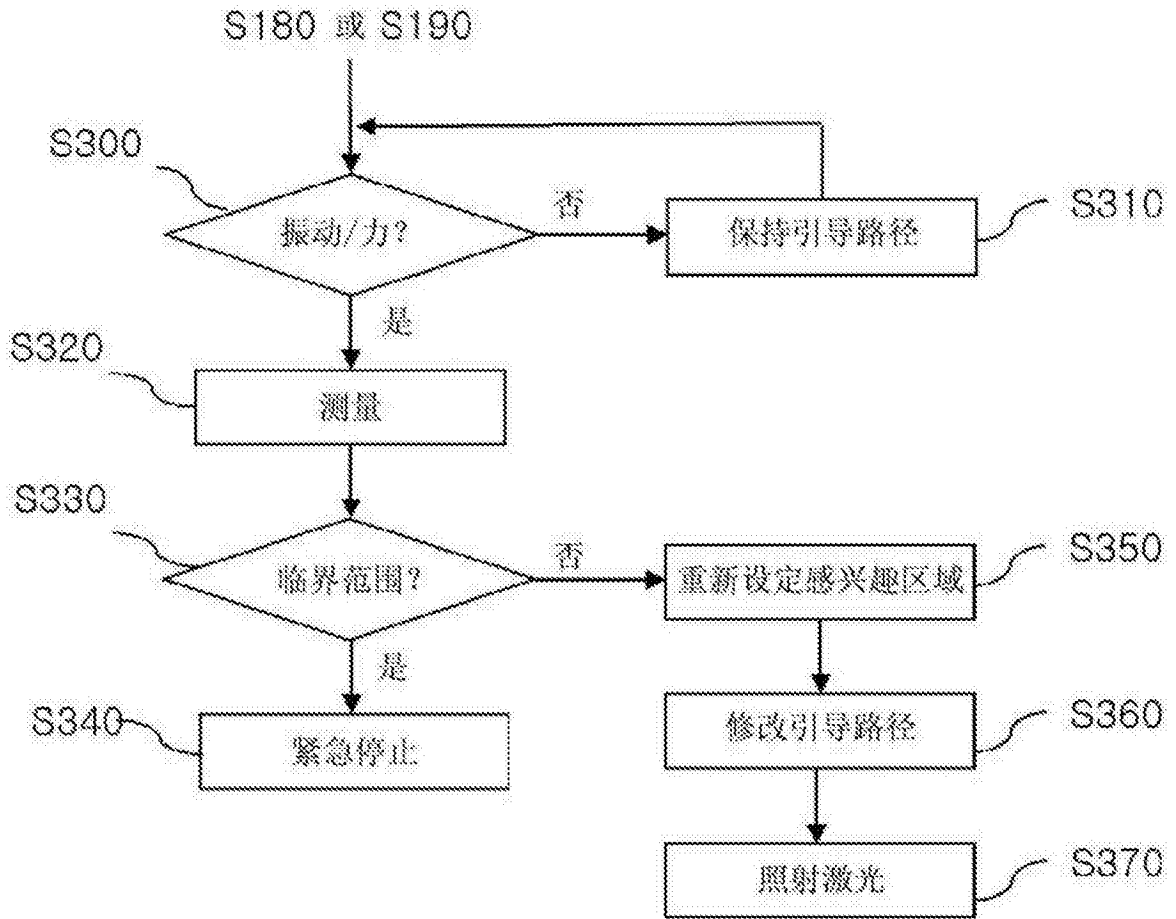 S180 或 S190
S300
振动/力?
否
保持引导路径
S310
是
S320
测量
S330
临界范围?
否
重新设定感兴趣区域
S350
是
S340
紧急停止
修改引导路径
S360
照射激光
S370